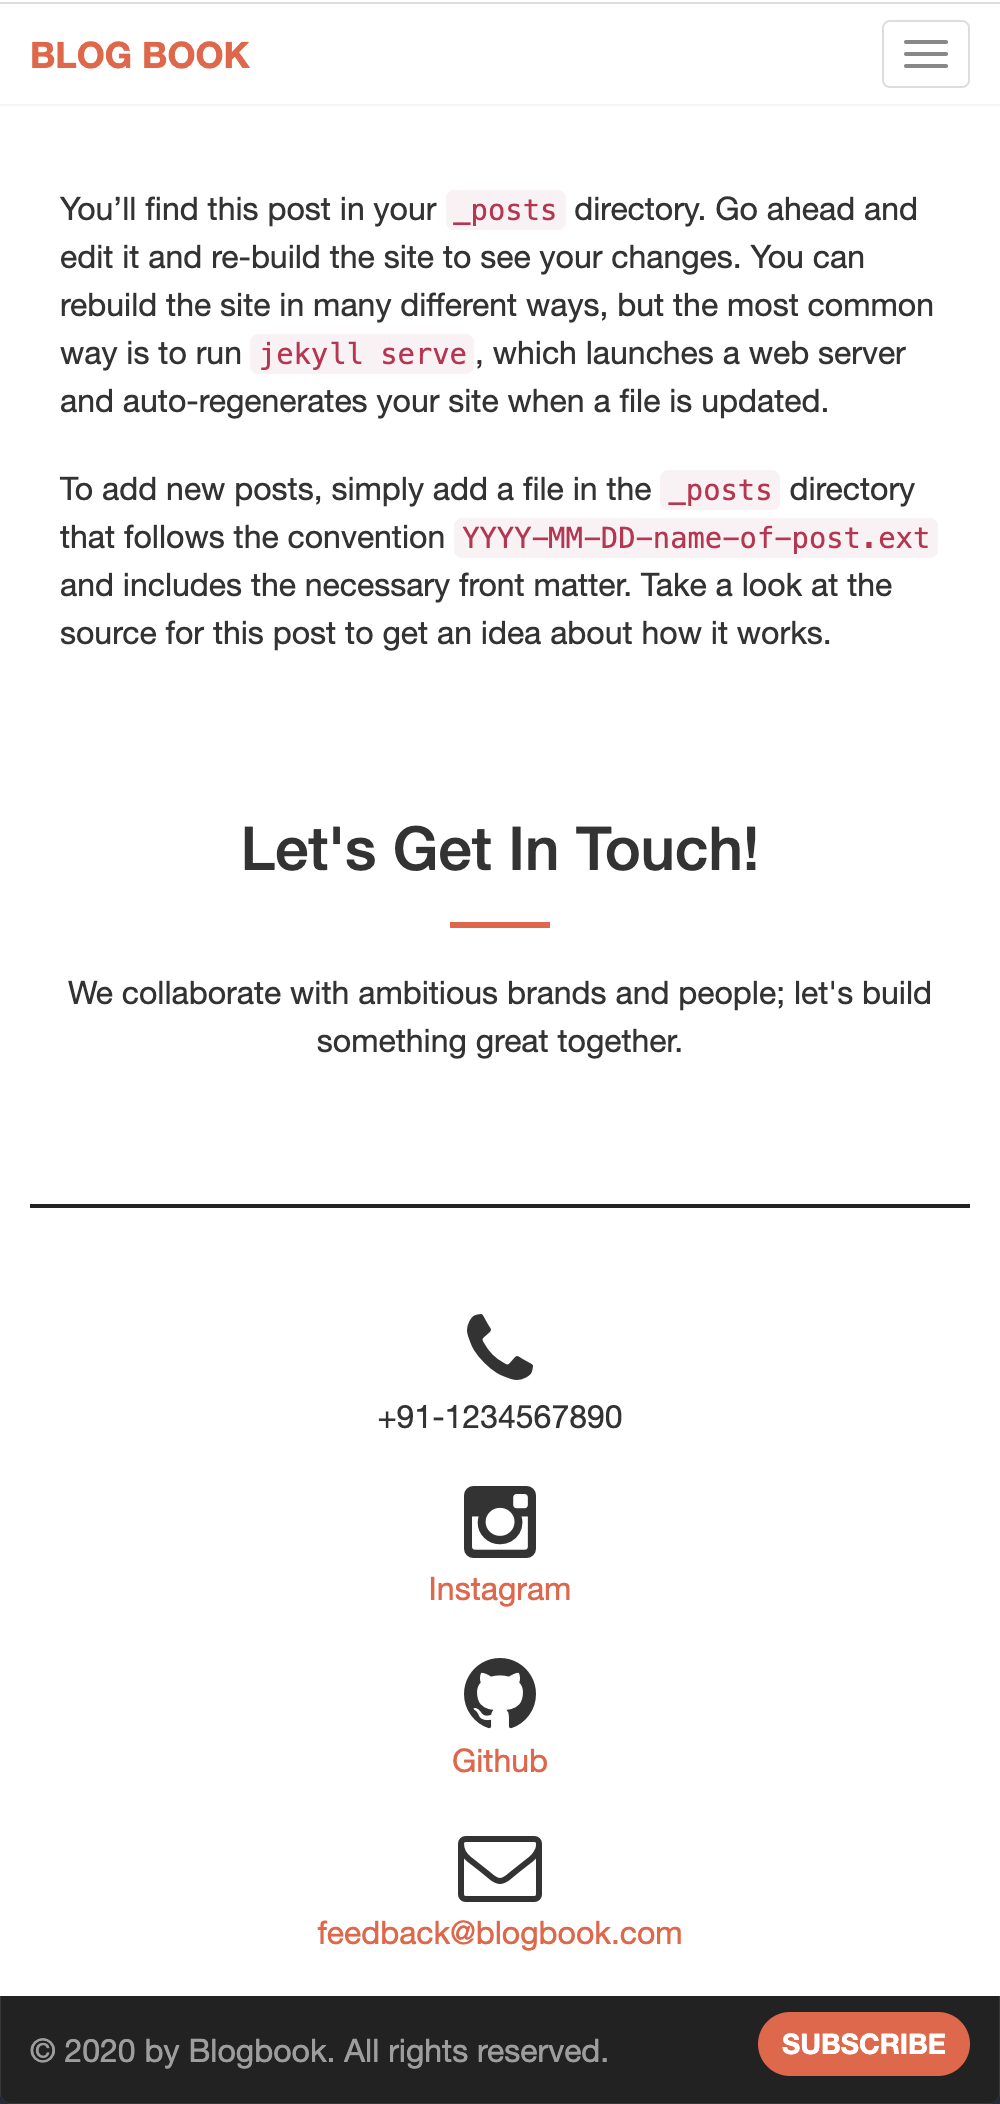 BLOG BOOK
You’ll find this post in your _posts directory. Go ahead and
edit it and re-build the site to see your changes. You can
rebuild the site in many different ways, but the most common
way is to run jekyll serve, which launches a web server
and auto-regenerates your site when a file is updated.
To add new posts, simply add a file in the _posts directory
that follows the convention YYYY-MM-DD-name-of-post.ext
and includes the necessary front matter. Take a look at the
source for this post to get an idea about how it works.
Let's Get In Touch!
We collaborate with ambitious brands and people; let's build
something great together.
+91-1234567890
Instagram
Github
feedback@blogbook.com
© 2020 by Blogbook. All rights reserved.
SUBSCRIBE